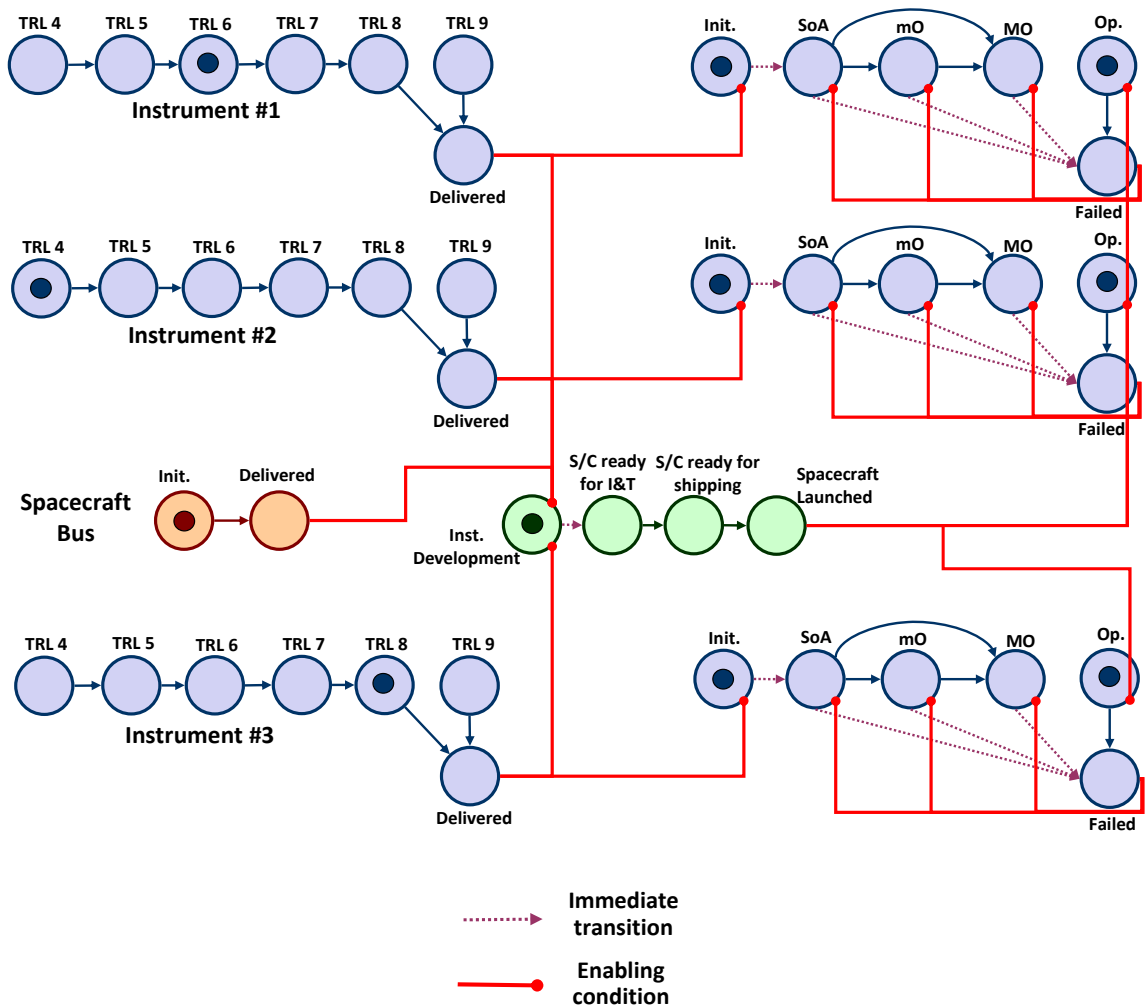 TRL 4
TRL 5
TRL 6
TRL 7
TRL 8
TRL 9
Init.
SoA
mO
MO
Op.
Instrument #1
Delivered
Failed
TRL 4
TRL 5
TRL 6
TRL 7
TRL 8
TRL 9
Init.
SoA
mO
MO
Op.
Instrument #2
Delivered
Failed
Spacecraft
Bus
Init.
Delivered
Inst.
Development
S/C ready
for I&T
S/C ready for
shipping
Spacecraft
Launched
TRL 4
TRL 5
TRL 6
TRL 7
TRL 8
TRL 9
Init.
SoA
mO
MO
Op.
Instrument #3
Delivered
Failed
Immediate
transition
Enabling
condition